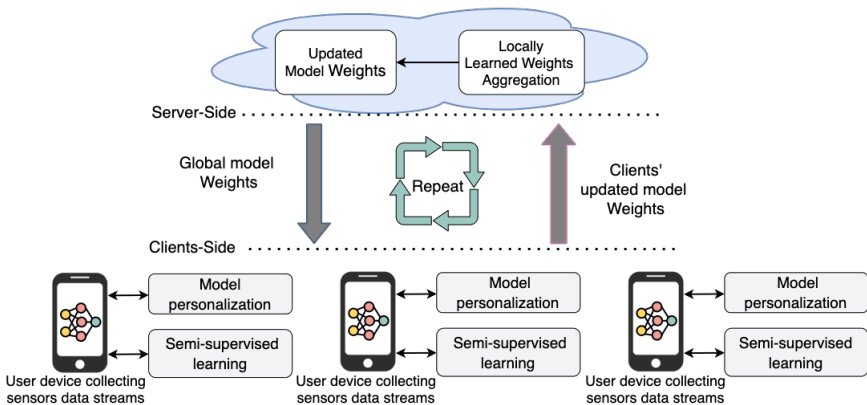 Updated
Model Weights
Locally
Learned Weights
Aggregation
Server-Side
Global model
Weights
Repeat
Clients'
updated model
Weights
Clients-Side
Model
personalization
Semi-supervised
learning
User device collecting
sensors data streams
Model
personalization
Semi-supervised
learning
User device collecting
sensors data streams
Model
personalization
Semi-supervised
learning
User device collecting
sensors data streams